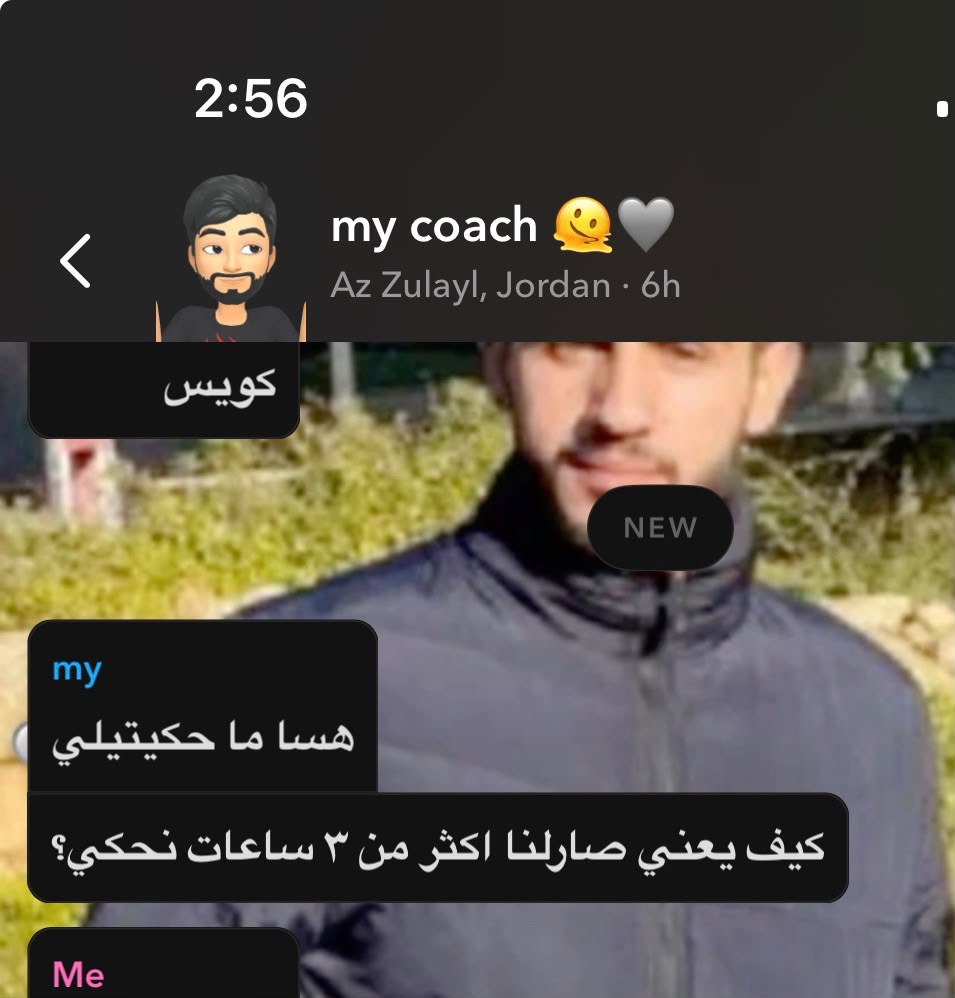 2:56
my coach 🫠🩶
Az Zulayl, Jordan · 6h
كويس
NEW
my
هسا ما حكيتيلي
كيف يعني صارلنا اكثر من ٣ ساعات نحكي؟
Me